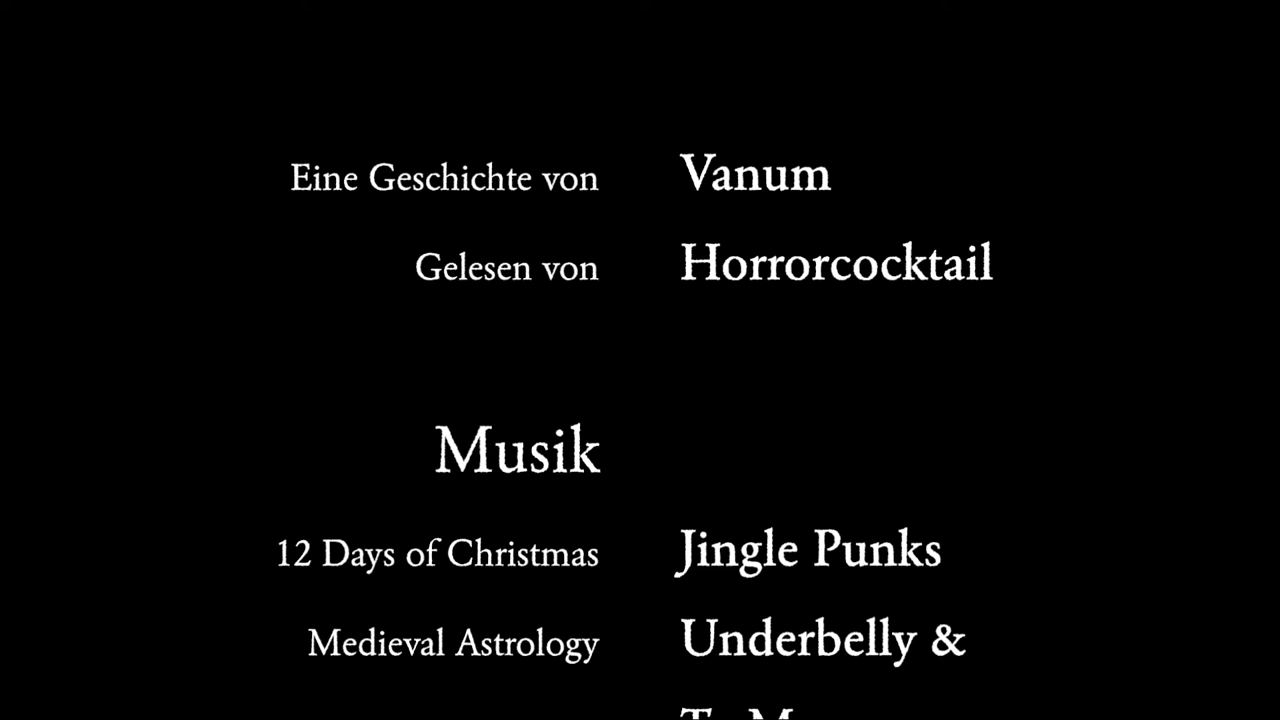 Eine Geschichte von Vanum
Gelesen von Horrorcocktail
Musik
12 Days of Christmas Jingle Punks
Medieval Astrology Underbelly &